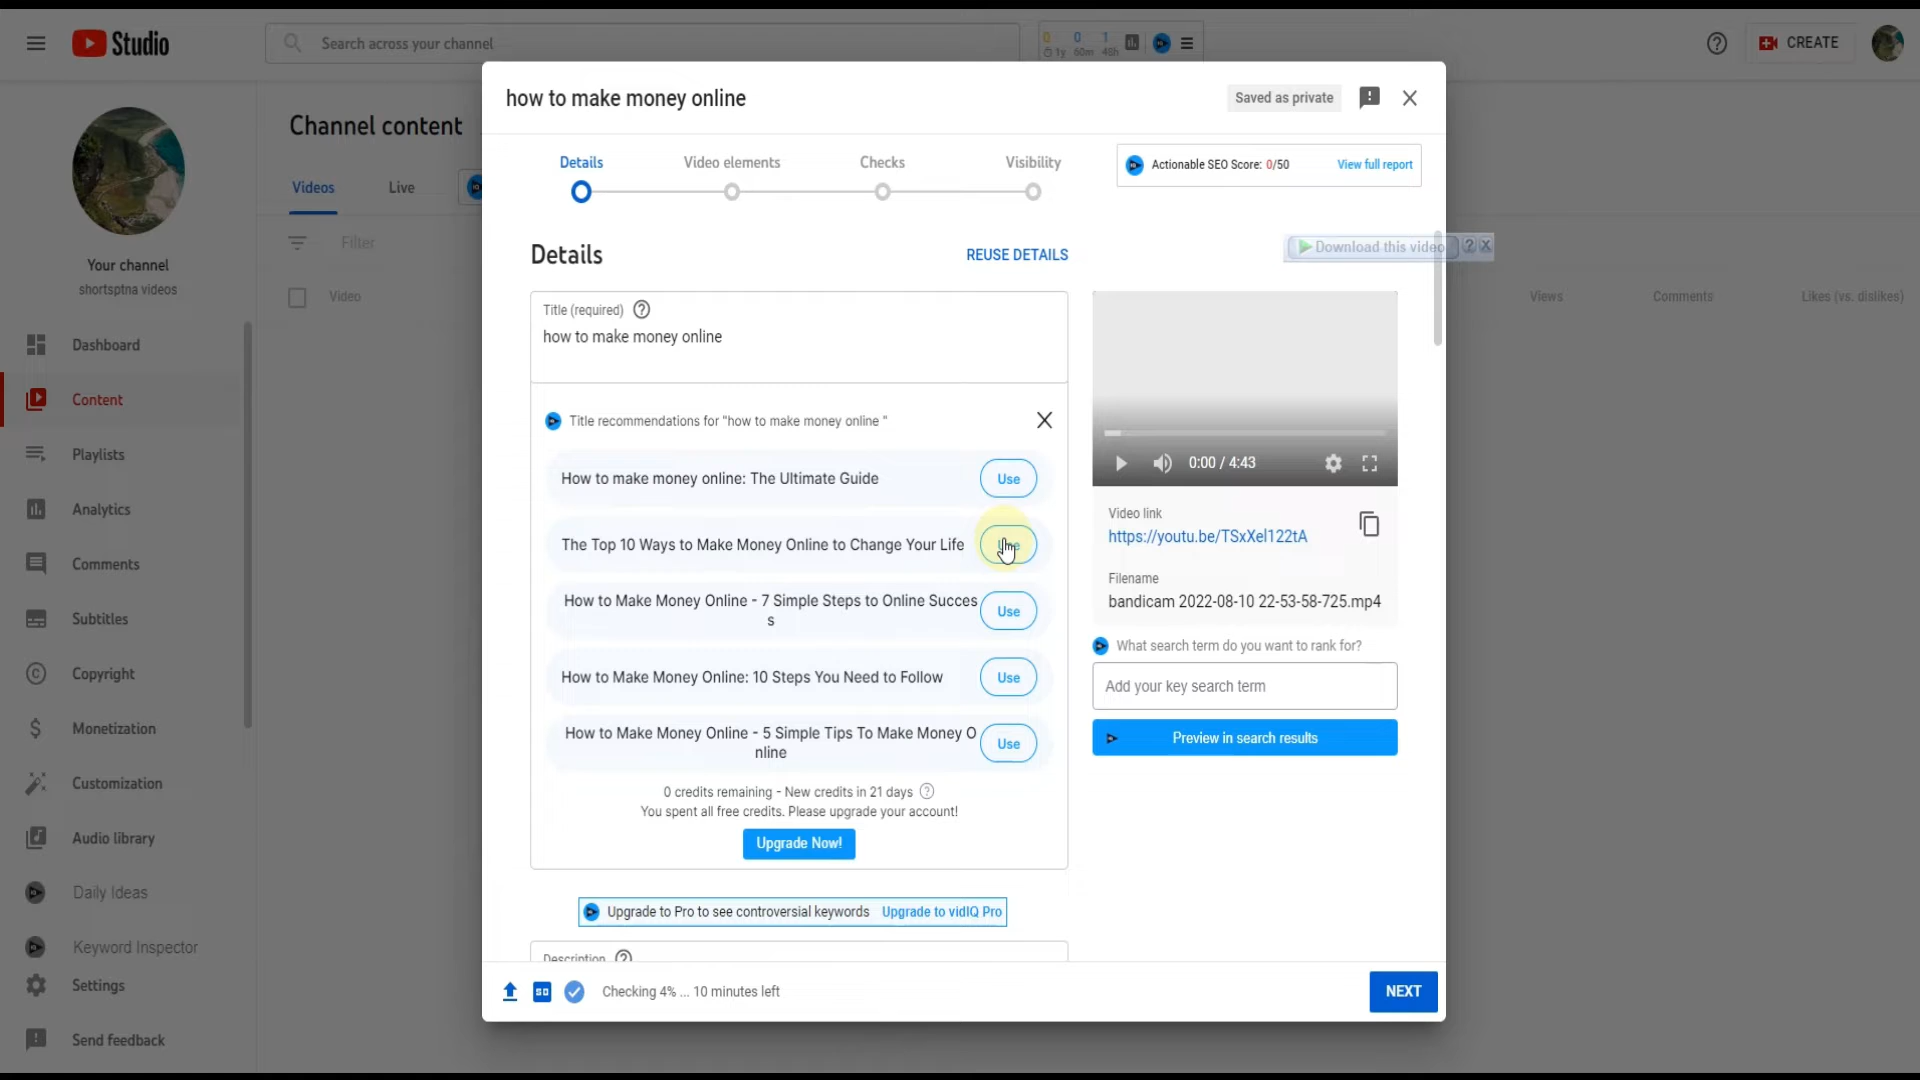 Studio
Search across your channel
0 0 1
1y 60m 48h
CREATE
how to make money online
Saved as private
Your channel
shortsptna videos
Dashboard
Content
Playlists
Analytics
Comments
Subtitles
Copyright
Monetization
Customization
Audio library
Daily Ideas
Keyword Inspector
Settings
Send feedback
Channel content
Videos
Live
Filter
Video
Views
Comments
Likes (vs. dislikes)
Details
Video elements
Checks
Visibility
Actionable SEO Score: 0/50
View full report
Details
REUSE DETAILS
Download this video
Title (required)
how to make money online
Title recommendations for "how to make money online "
How to make money online: The Ultimate Guide
Use
The Top 10 Ways to Make Money Online to Change Your Life
Use
How to Make Money Online - 7 Simple Steps to Online Succes
s
Use
How to Make Money Online: 10 Steps You Need to Follow
Use
How to Make Money Online - 5 Simple Tips To Make Money O
nline
Use
0 credits remaining - New credits in 21 days
You spent all free credits. Please upgrade your account!
Upgrade Now!
Upgrade to Pro to see controversial keywords Upgrade to vidIQ Pro
Description
0:00 / 4:43
Video link
https://youtu.be/TSxXel122tA
Filename
bandicam 2022-08-10 22-53-58-725.mp4
What search term do you want to rank for?
Add your key search term
Preview in search results
SD
Checking 4% ... 10 minutes left
NEXT